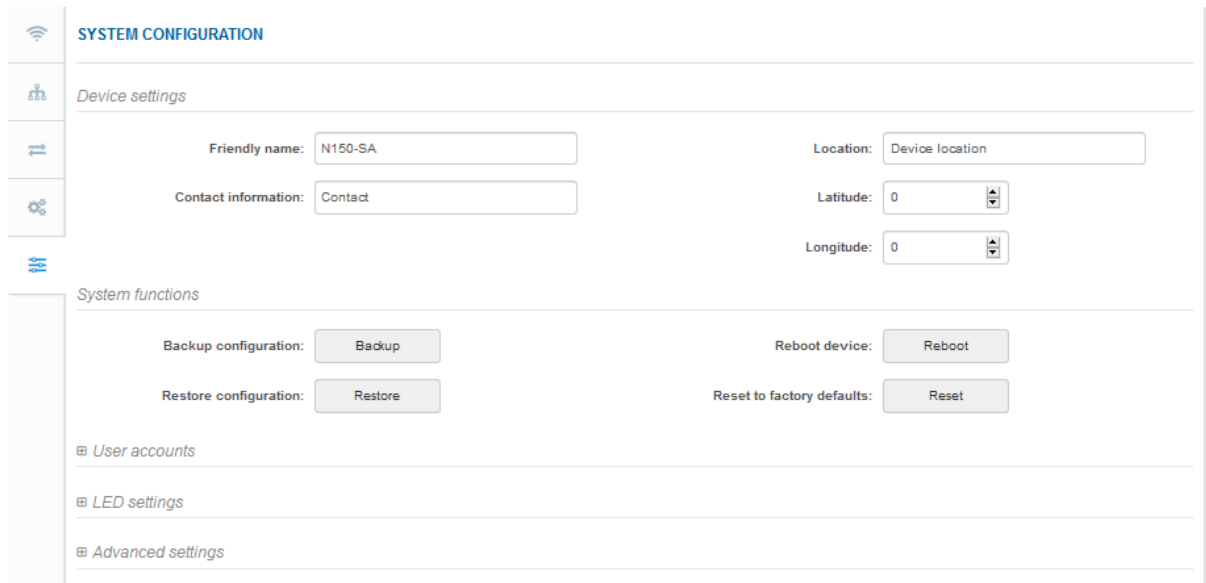 SYSTEM CONFIGURATION
Device settings
Friendly name: N150-SA Location: Device location
Contact information: Contact Latitude: 0
Longitude: 0
System functions
Backup configuration: Backup Reboot device: Reboot
Restore configuration: Restore Reset to factory defaults: Reset
User accounts
LED settings
Advanced settings